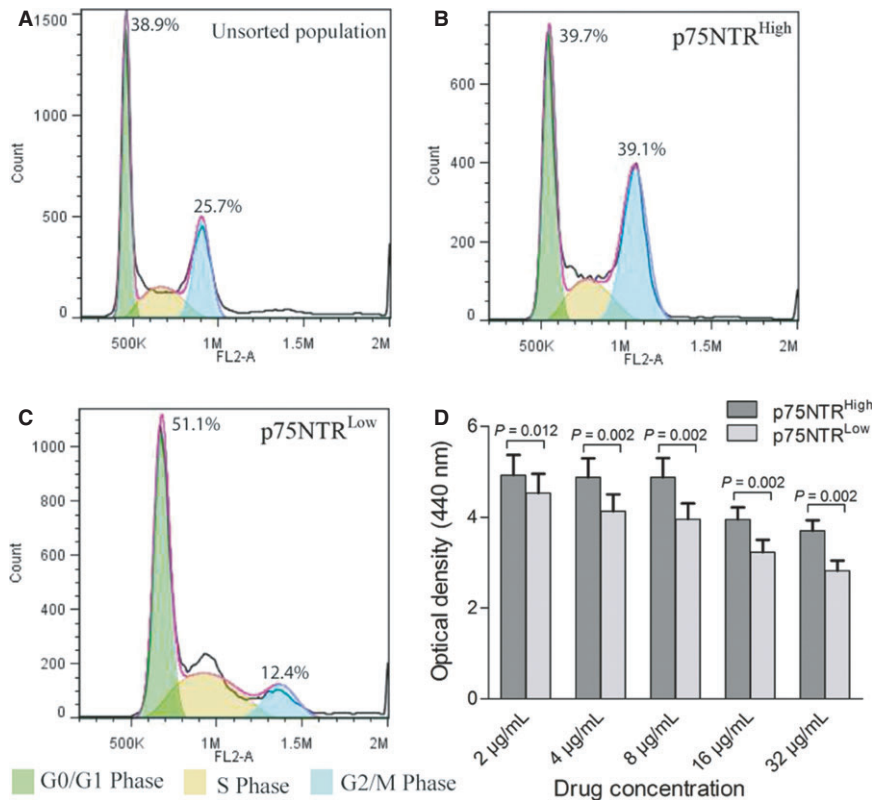 A
Unsorted population
38.9%
25.7%
1500
1000
500
0
Count
500K
1M
1.5M
2M
FL2-A
B
p75NTR^High
39.7%
39.1%
600
400
200
0
Count
500K
1M
1.5M
2M
FL2-A
C
p75NTR^Low
51.1%
12.4%
1000
800
600
400
200
0
Count
500K
1M
1.5M
2M
FL2-A
G0/G1 Phase
S Phase
G2/M Phase
D
p75NTR^High
p75NTR^Low
P = 0.012
P = 0.002
P = 0.002
P = 0.002
P = 0.002
6
4
2
0
Optical density (440 nm)
2 µg/mL
4 µg/mL
8 µg/mL
16 µg/mL
32 µg/mL
Drug concentration